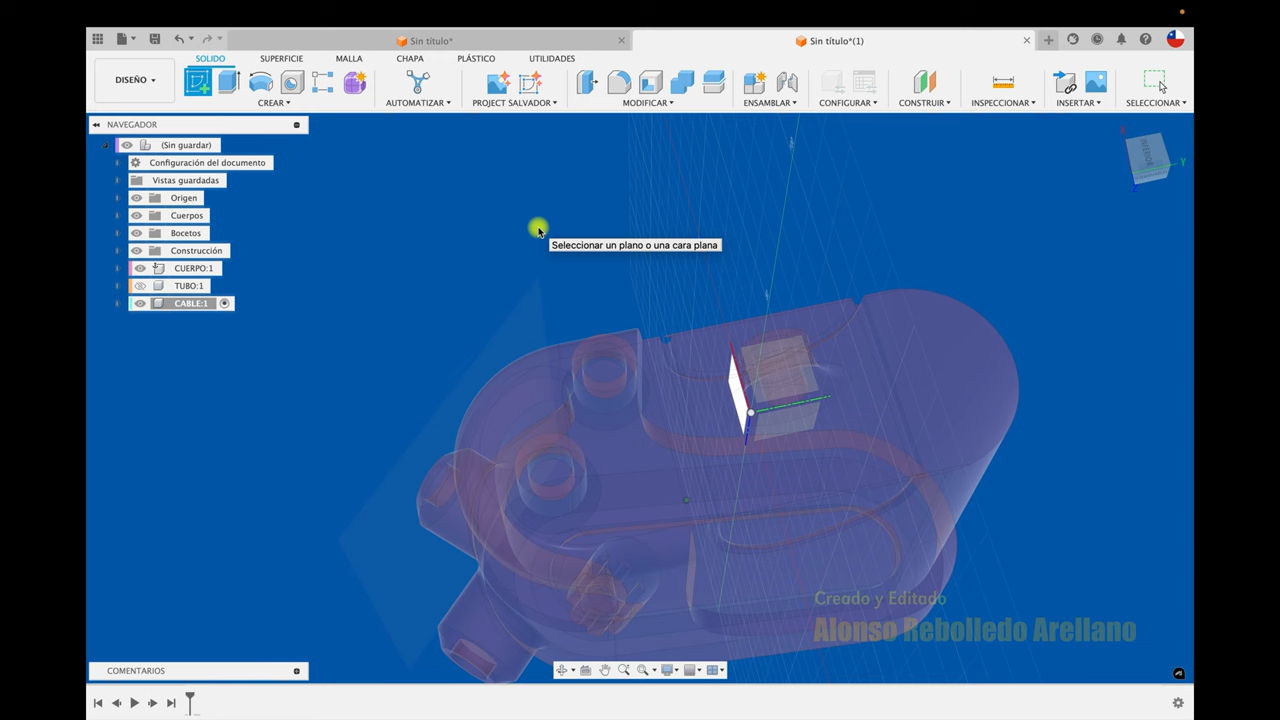 Sin título*
Sin título*(1)
DISEÑO
SOLIDO
SUPERFICIE
MALLA
CHAPA
PLÁSTICO
UTILIDADES
CREAR
AUTOMATIZAR
PROJECT SALVADOR
MODIFICAR
ENSAMBLAR
CONFIGURAR
CONSTRUIR
INSPECCIONAR
INSERTAR
SELECCIONAR
NAVEGADOR
(Sin guardar)
Configuración del documento
Vistas guardadas
Origen
Cuerpos
Bocetos
Construcción
CUERPO:1
TUBO:1
CABLE:1
Seleccionar un plano o una cara plana
Y
Creado y Editado
Alonso Rebolledo Arellano
COMENTARIOS